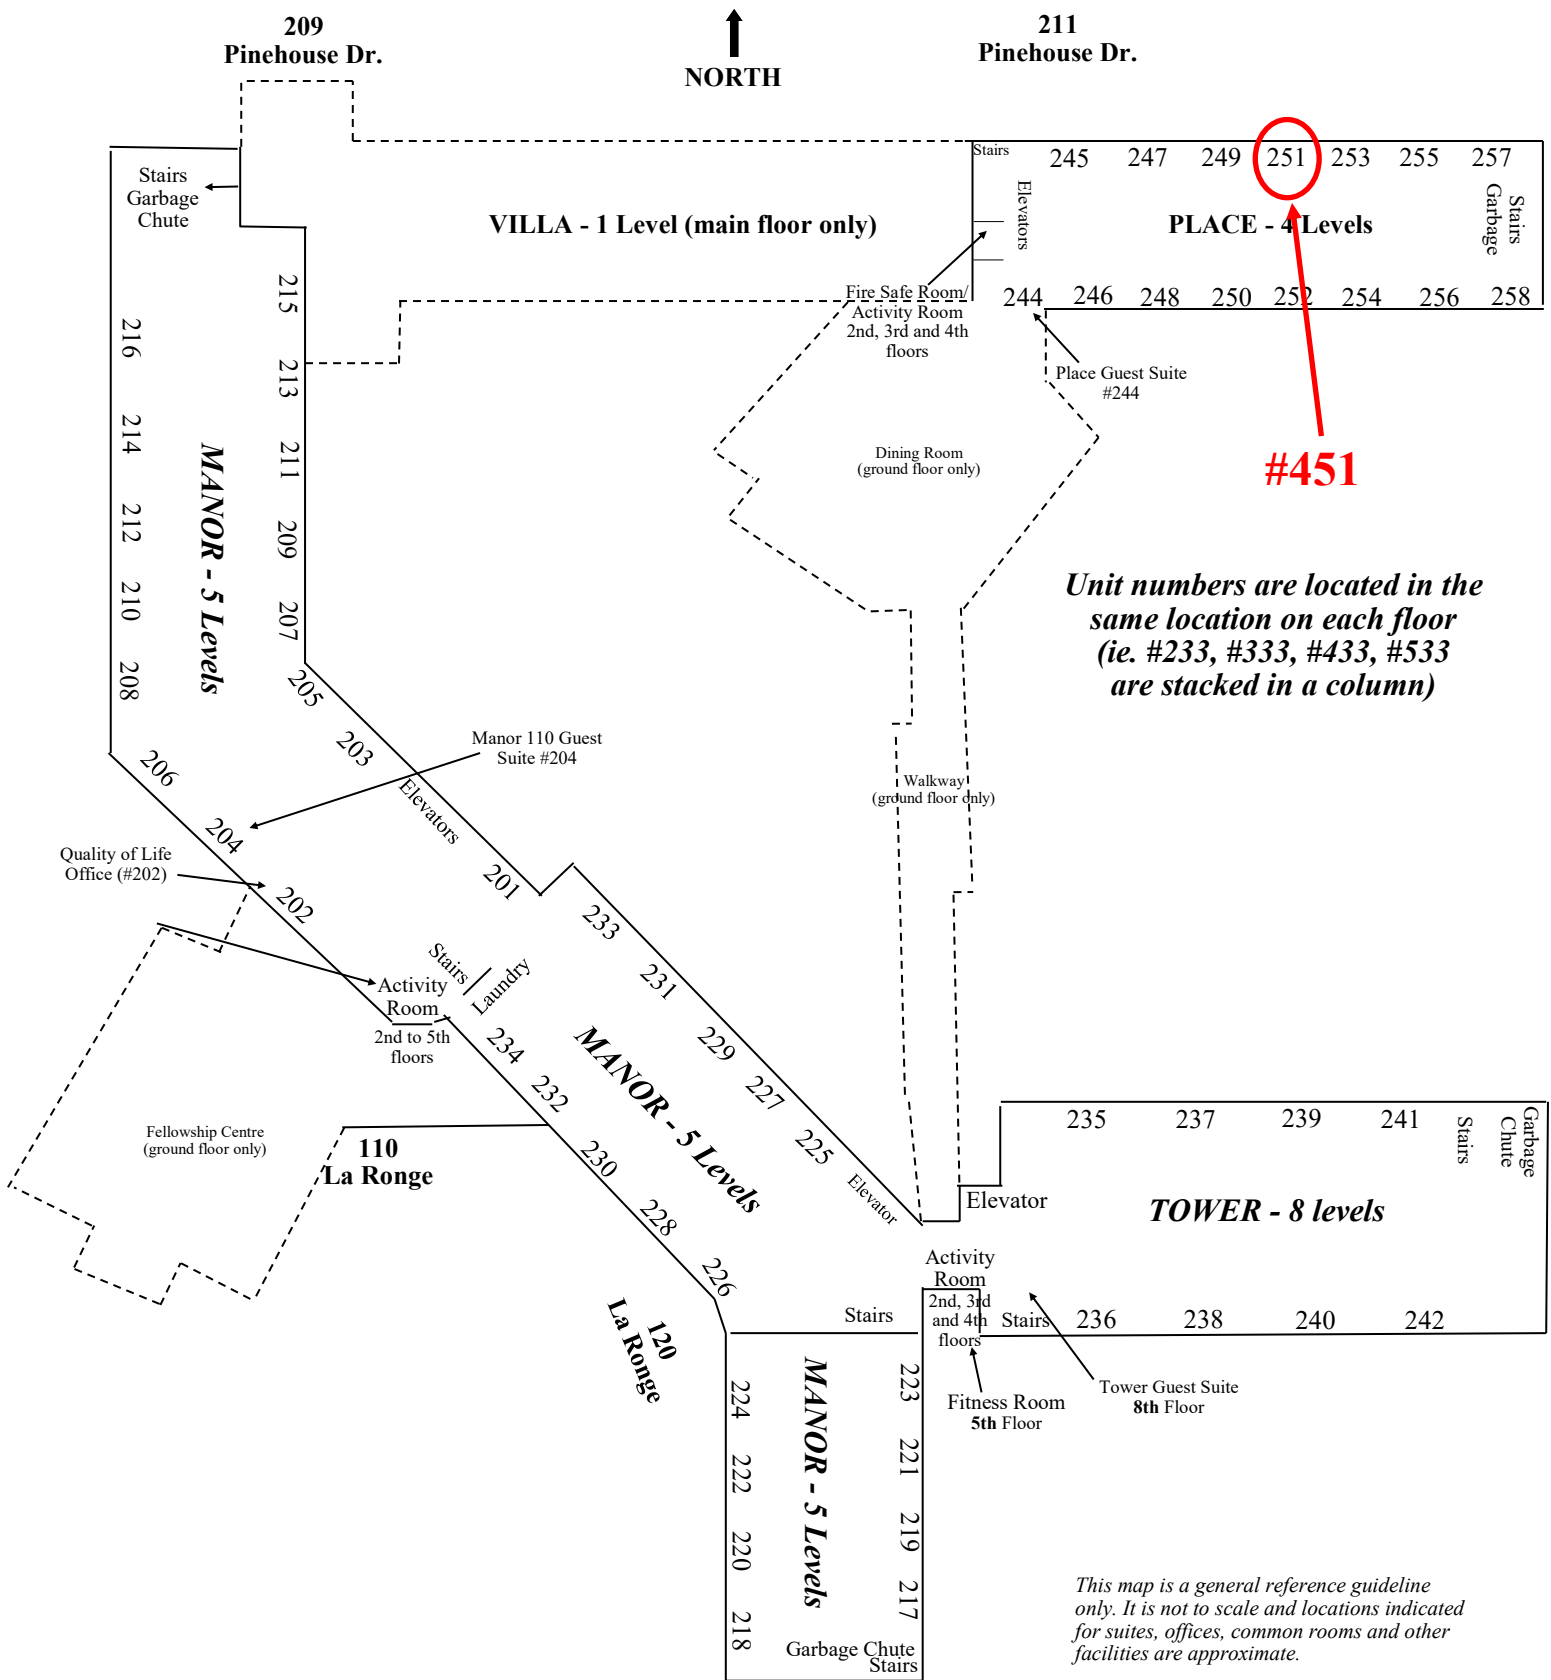 209
Pinehouse Dr.
NORTH
211
Pinehouse Dr.
Stairs
Garbage
Chute
VILLA - 1 Level (main floor only)
Stairs
Elevators
245 247 249 251 253 255 257
PLACE - 4 Levels
Stairs
Garbage
Fire Safe Room/
Activity Room
2nd, 3rd and 4th
floors
244 246 248 250 252 254 256 258
Place Guest Suite
#244
#451
Dining Room
(ground floor only)
Unit numbers are located in the
same location on each floor
(ie. #233, #333, #433, #533
are stacked in a column)
215
213
211
209
207
216
214
212
210
208
MANOR - 5 Levels
205
203
Elevators
201
206
204
202
Manor 110 Guest
Suite #204
Quality of Life
Office (#202)
Walkway
(ground floor only)
Stairs
Laundry
Activity
Room
2nd to 5th
floors
233
231
229
227
225
Elevator
234
232
230
228
226
MANOR - 5 Levels
Fellowship Centre
(ground floor only)
110
La Ronge
120
La Ronge
235 237 239 241
Stairs
Garbage
Chute
Elevator
TOWER - 8 levels
Activity
Room
2nd, 3rd
and 4th
floors
Stairs
Stairs
236 238 240 242
Fitness Room
5th Floor
Tower Guest Suite
8th Floor
224
222
220
218
MANOR - 5 Levels
223
221
219
217
Garbage Chute
Stairs
This map is a general reference guideline
only. It is not to scale and locations indicated
for suites, offices, common rooms and other
facilities are approximate.